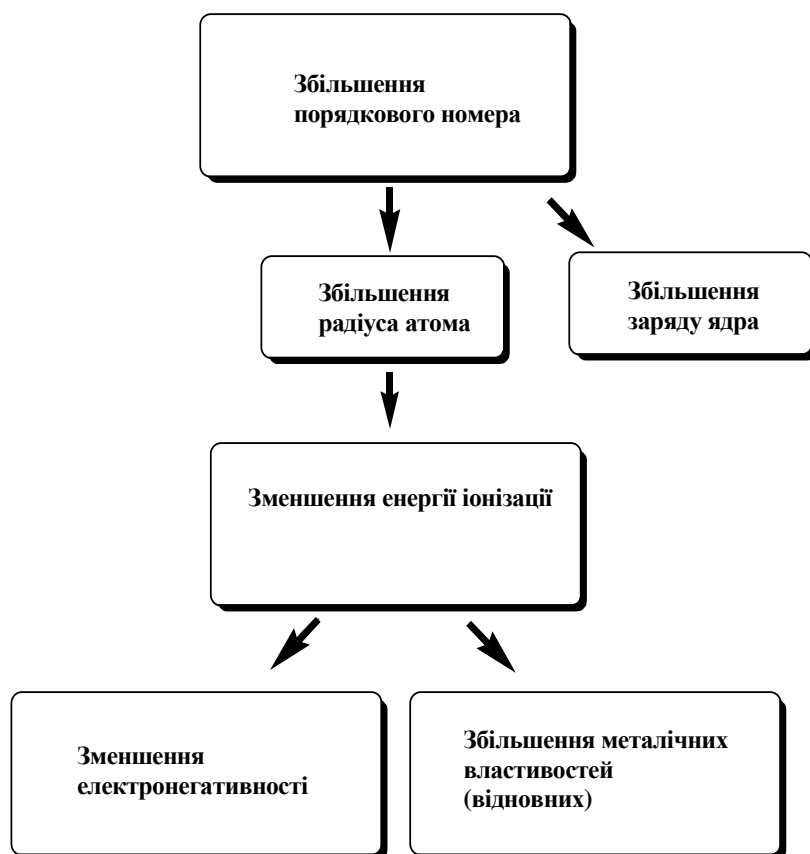 Збільшення
порядкового номера
Збільшення
радіуса атома
Збільшення
заряду ядра
Зменшення енергії іонізації
Зменшення
електронегативності
Збільшення металічних
властивостей
(відновних)